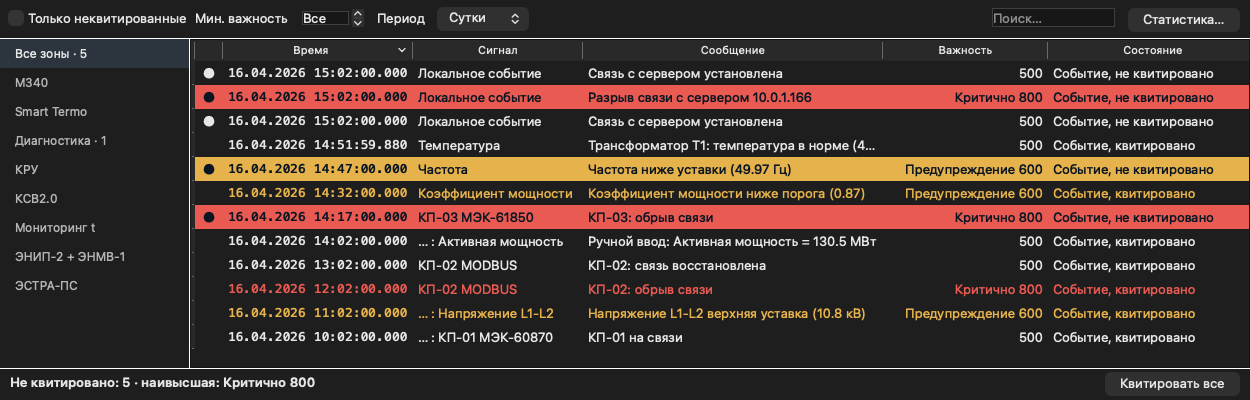 Только неквитированные Мин. важность Все Период Сутки Поиск... Статистика...
Все зоны · 5
М340
Smart Termo
Диагностика · 1
КРУ
КСВ2.0
Мониторинг t
ЭНИП-2 + ЭНМВ-1
ЭСТРА-ПС
Время Сигнал Сообщение Важность Состояние
16.04.2026 15:02:00.000 Локальное событие Связь с сервером установлена 500 Событие, не квитировано
16.04.2026 15:02:00.000 Локальное событие Разрыв связи с сервером 10.0.1.166 Критично 800 Событие, не квитировано
16.04.2026 15:02:00.000 Локальное событие Связь с сервером установлена 500 Событие, не квитировано
16.04.2026 14:51:59.880 Температура Трансформатор Т1: температура в норме (4... 500 Событие, квитировано
16.04.2026 14:47:00.000 Частота Частота ниже уставки (49.97 Гц) Предупреждение 600 Событие, не квитировано
16.04.2026 14:32:00.000 Коэффициент мощности Коэффициент мощности ниже порога (0.87) Предупреждение 600 Событие, квитировано
16.04.2026 14:17:00.000 КП-03 МЭК-61850 КП-03: обрыв связи Критично 800 Событие, не квитировано
16.04.2026 14:02:00.000 ... : Активная мощность Ручной ввод: Активная мощность = 130.5 МВт 500 Событие, квитировано
16.04.2026 13:02:00.000 КП-02 MODBUS КП-02: связь восстановлена 500 Событие, квитировано
16.04.2026 12:02:00.000 КП-02 MODBUS КП-02: обрыв связи Критично 800 Событие, квитировано
16.04.2026 11:02:00.000 ... : Напряжение L1-L2 Напряжение L1-L2 верхняя уставка (10.8 кВ) Предупреждение 600 Событие, квитировано
16.04.2026 10:02:00.000 ... : КП-01 МЭК-60870 КП-01 на связи 500 Событие, квитировано
Не квитировано: 5 · наивысшая: Критично 800 Квитировать все